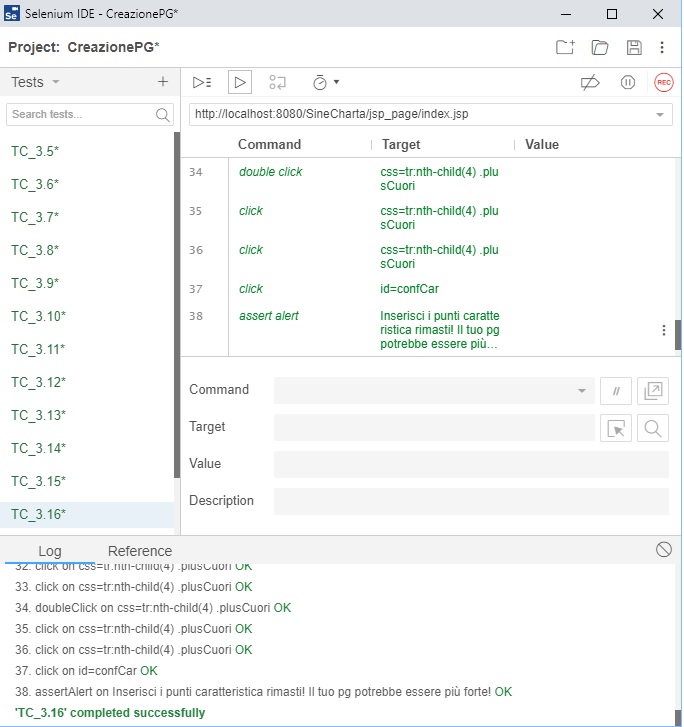 Se Selenium IDE - CreazionePG*
Project: CreazionePG*
Tests
Search tests...
TC_3.5*
TC_3.6*
TC_3.7*
TC_3.8*
TC_3.9*
TC_3.10*
TC_3.11*
TC_3.12*
TC_3.13*
TC_3.14*
TC_3.15*
TC_3.16*
REC
http://localhost:8080/SineCharta/jsp_page/index.jsp
Command Target Value
34 double click css=tr:nth-child(4) .plu
sCuori
35 click css=tr:nth-child(4) .plu
sCuori
36 click css=tr:nth-child(4) .plu
sCuori
37 click id=confCar
38 assert alert Inserisci i punti caratte
ristica rimasti! Il tuo pg
potrebbe essere più...
Command //
Target
Value
Description
Log Reference
32. click on css=tr:nth-child(4) .plusCuori OK
33. click on css=tr:nth-child(4) .plusCuori OK
34. doubleClick on css=tr:nth-child(4) .plusCuori OK
35. click on css=tr:nth-child(4) .plusCuori OK
36. click on css=tr:nth-child(4) .plusCuori OK
37. click on id=confCar OK
38. assertAlert on Inserisci i punti caratteristica rimasti! Il tuo pg potrebbe essere più forte! OK
'TC_3.16' completed successfully